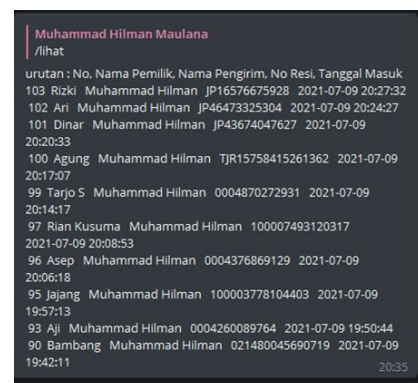 Muhammad Hilman Maulana
/lihat
urutan : No, Nama Pemilik, Nama Pengirim, No Resi, Tanggal Masuk
103 Rizki Muhammad Hilman JP16576675928 2021-07-09 20:27:32
102 Ari Muhammad Hilman JP46473325304 2021-07-09 20:24:27
101 Dinar Muhammad Hilman JP43674047627 2021-07-09
20:20:33
100 Agung Muhammad Hilman TJR15758415261362 2021-07-09
20:17:07
99 Tarjo S Muhammad Hilman 0004870272931 2021-07-09
20:14:17
97 Rian Kusuma Muhammad Hilman 100007493120317
2021-07-09 20:08:53
96 Asep Muhammad Hilman 0004376869129 2021-07-09
20:06:18
95 Jajang Muhammad Hilman 100003778104403 2021-07-09
19:57:13
93 Aji Muhammad Hilman 0004260089764 2021-07-09 19:50:44
90 Bambang Muhammad Hilman 021480045690719 2021-07-09
19:42:11
20:35